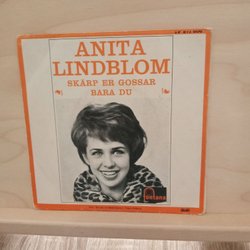 ANITA
LINDBLOM
SKÄRP ER GOSSAR
BARA DU
fontana